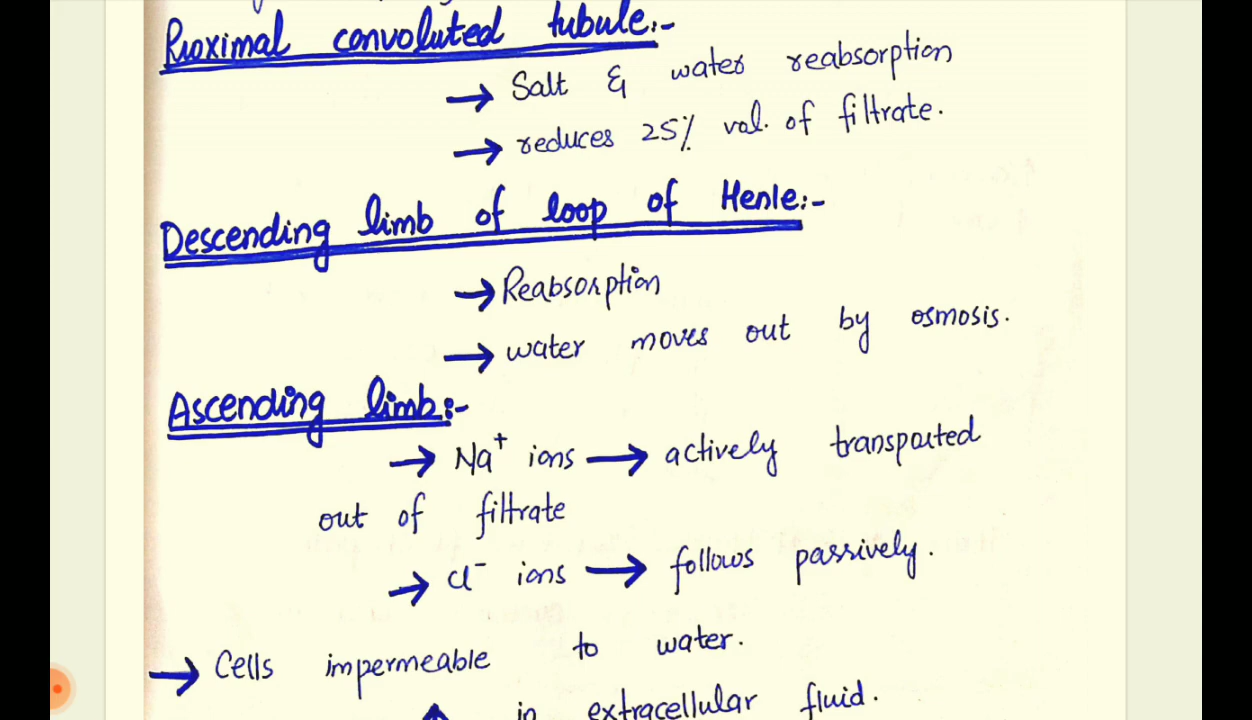 Proximal convoluted tubule:-
→ Salt & water reabsorption
→ reduces 25% vol. of filtrate.
Descending limb of loop of Henle:-
→ Reabsorption
→ water moves out by osmosis.
Ascending limb:-
→ Na⁺ ions → actively transported
out of filtrate
→ Cl⁻ ions → follows passively.
→ Cells impermeable to water.
in extracellular fluid.